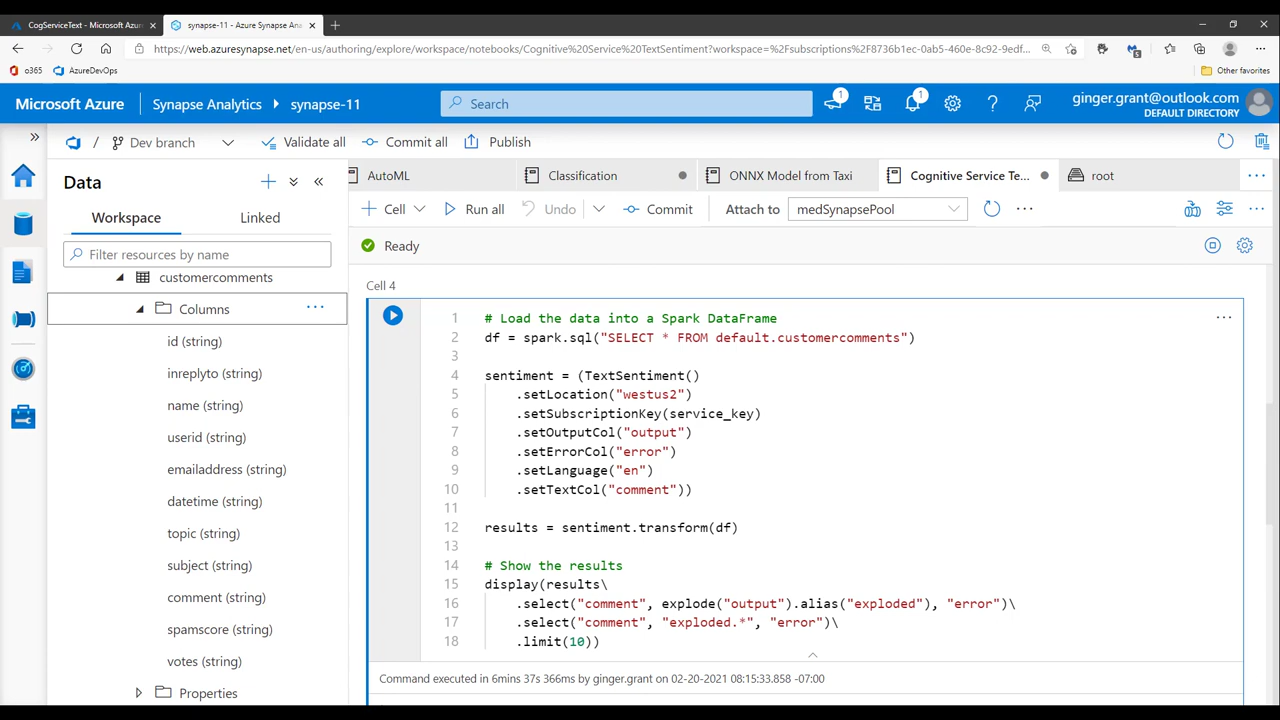 CogServiceText - Microsoft Azure
synapse-11 - Azure Synapse Ana
https://web.azuresynapse.net/en-us/authoring/explore/workspace/notebooks/Cognitive%20Service%20TextSentiment?workspace=%2Fsubscriptions%2F8736b1ec-0ab5-460e-8c92-9edf...
5
o365
AzureDevOps
Other favorites
Microsoft Azure
Synapse Analytics
synapse-11
Search
1
1
ginger.grant@outlook.com
DEFAULT DIRECTORY
/ Dev branch
Validate all
Commit all
Publish
Data
AutoML
Classification
ONNX Model from Taxi
Cognitive Service Te...
root
Workspace
Linked
Cell
Run all
Undo
Commit
Attach to
medSynapsePool
Filter resources by name
Ready
customercomments
Columns
id (string)
inreplyto (string)
name (string)
userid (string)
emailaddress (string)
datetime (string)
topic (string)
subject (string)
comment (string)
spamscore (string)
votes (string)
Properties
Cell 4
1 # Load the data into a Spark DataFrame
2 df = spark.sql("SELECT * FROM default.customercomments")
3
4 sentiment = (TextSentiment()
5 .setLocation("westus2")
6 .setSubscriptionKey(service_key)
7 .setOutputCol("output")
8 .setErrorCol("error")
9 .setLanguage("en")
10 .setTextCol("comment"))
11
12 results = sentiment.transform(df)
13
14 # Show the results
15 display(results\
16 .select("comment", explode("output").alias("exploded"), "error")\
17 .select("comment", "exploded.*", "error")\
18 .limit(10))
Command executed in 6mins 37s 366ms by ginger.grant on 02-20-2021 08:15:33.858 -07:00